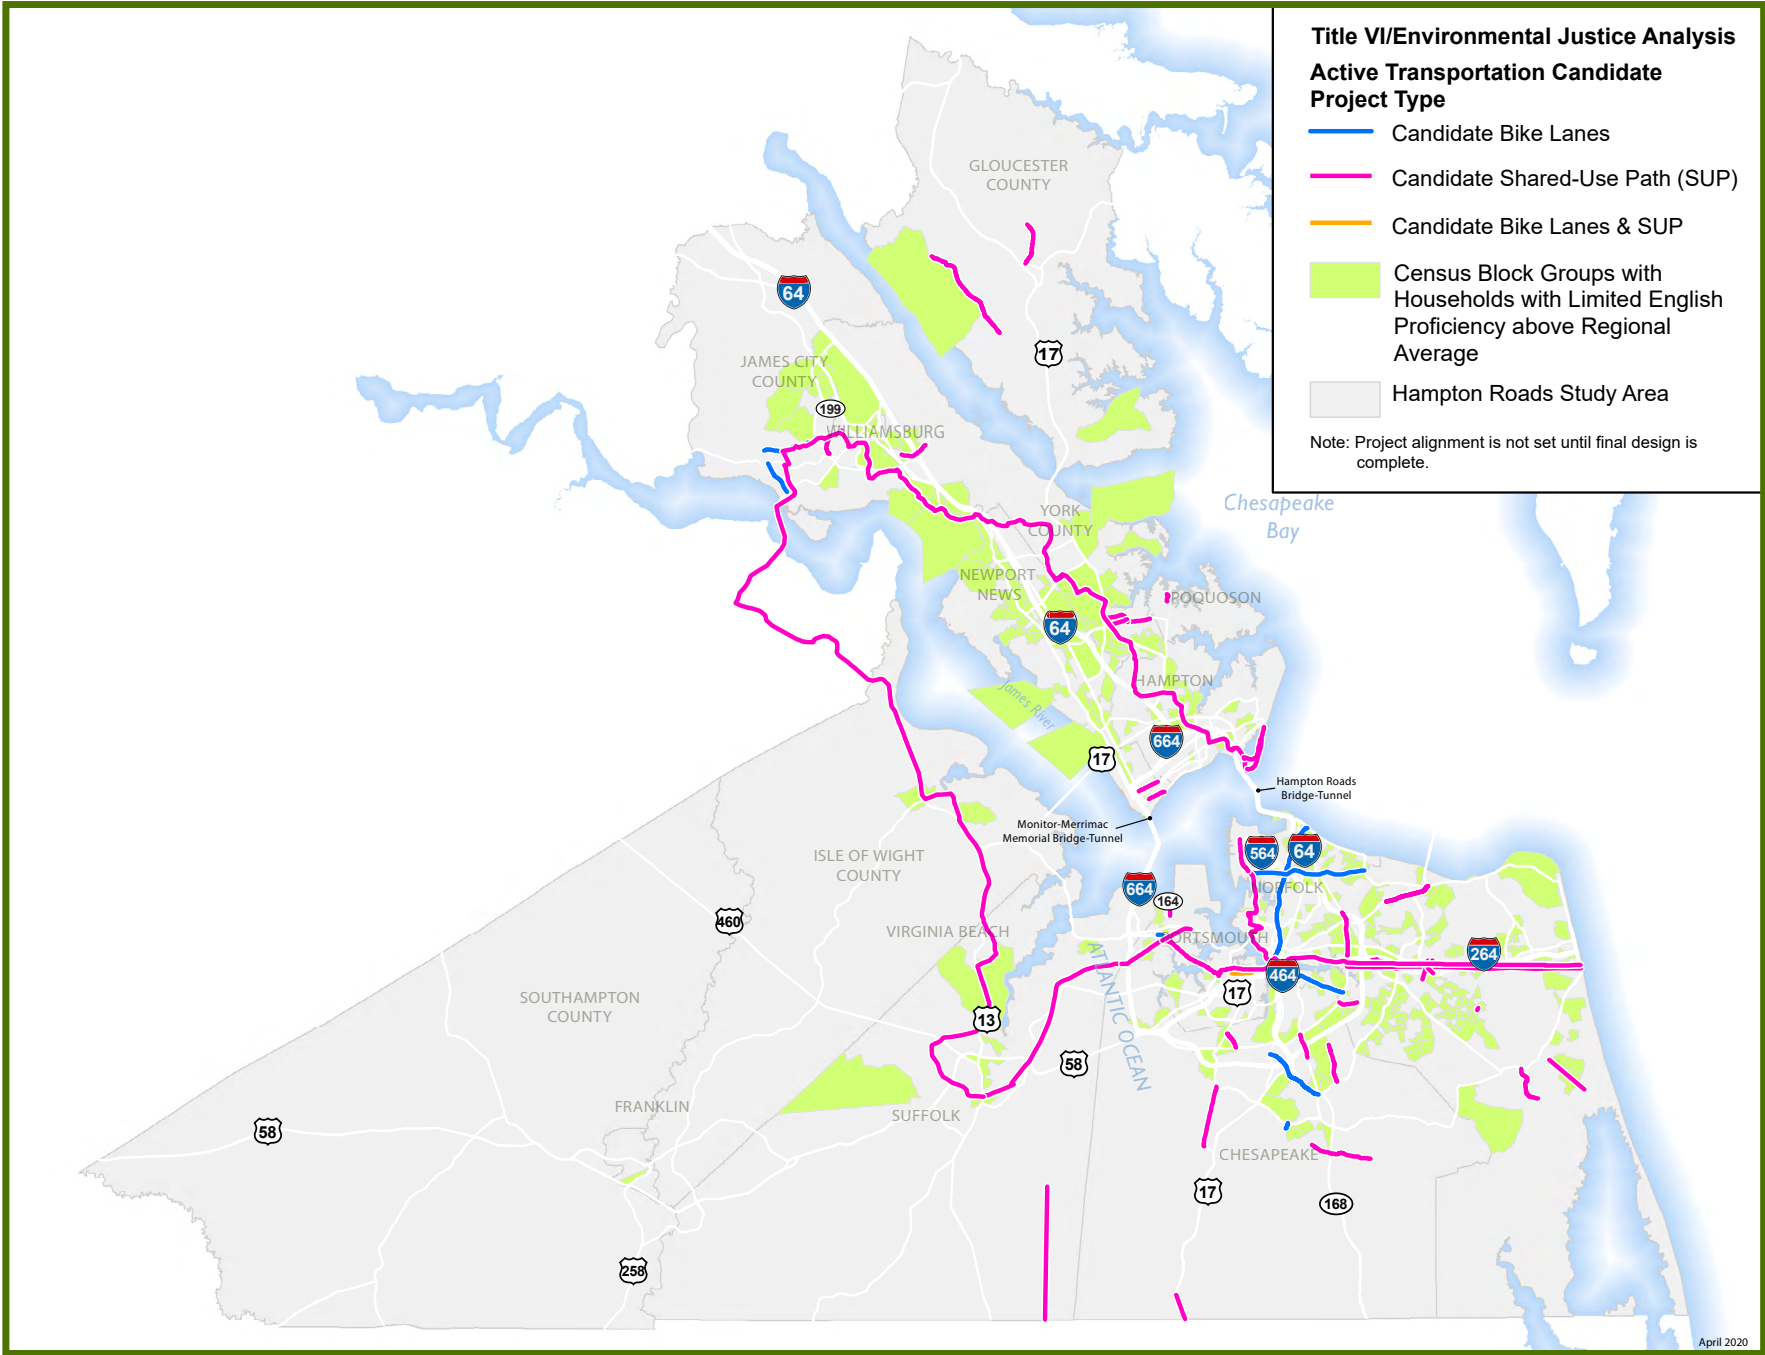 Title VI/Environmental Justice Analysis
Active Transportation Candidate
Project Type
Candidate Bike Lanes
Candidate Shared-Use Path (SUP)
Candidate Bike Lanes & SUP
Census Block Groups with
Households with Limited English
Proficiency above Regional
Average
Hampton Roads Study Area
Note: Project alignment is not set until final design is
complete.
GLOUCESTER
COUNTY
64
17
JAMES CITY
COUNTY
199
WILLIAMSBURG
Chesapeake
Bay
YORK
COUNTY
NEWPORT
NEWS
POQUOSON
64
HAMPTON
James River
664
17
Hampton Roads
Bridge-Tunnel
Monitor-Merrimac
Memorial Bridge-Tunnel
564
64
ISLE OF WIGHT
COUNTY
664
164
NORFOLK
460
VIRGINIA BEACH
PORTSMOUTH
264
464
ATLANTIC OCEAN
17
SOUTHAMPTON
COUNTY
13
58
FRANKLIN
SUFFOLK
58
CHESAPEAKE
17
168
258
April 2020